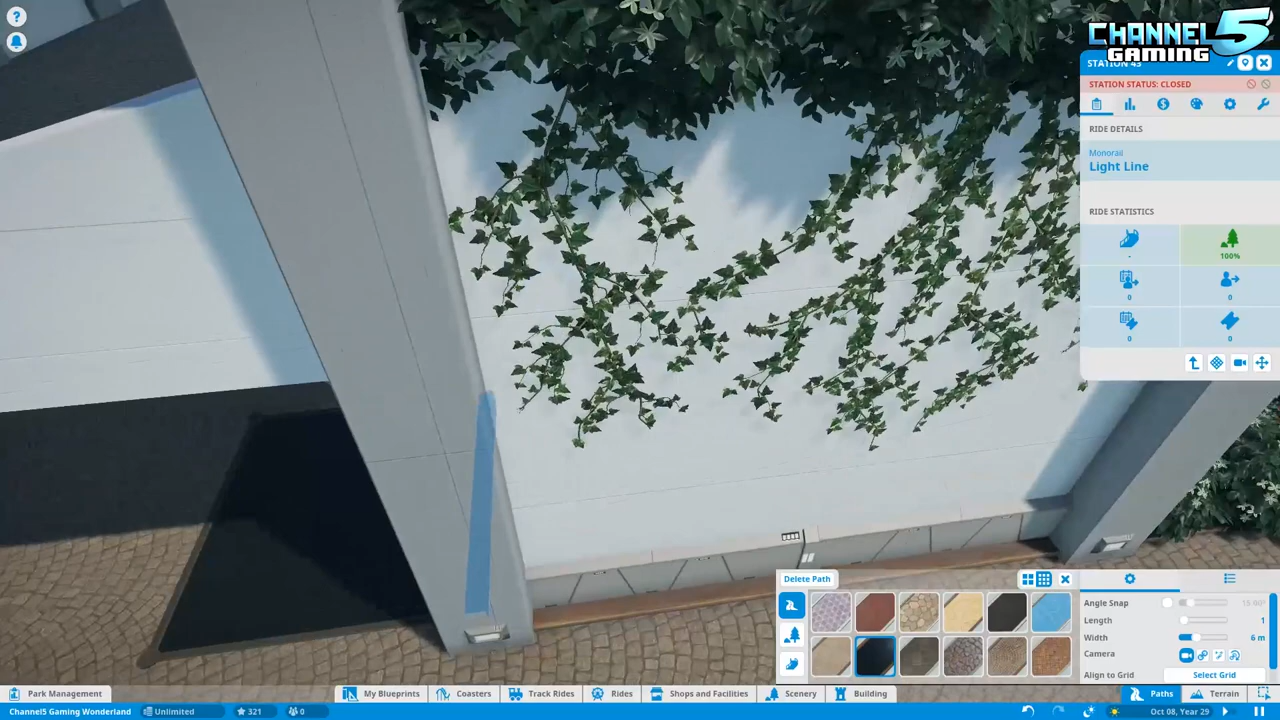 ?
CHANNEL 5
GAMING
STATION 43
STATION STATUS: CLOSED
RIDE DETAILS
Monorail
Light Line
RIDE STATISTICS
-
100%
0
0
0
0
Delete Path
Angle Snap
15.00°
Length
1
Width
6 m
Camera
Align to Grid
Select Grid
Park Management
My Blueprints
Coasters
Track Rides
Rides
Shops and Facilities
Scenery
Building
Paths
Terrain
Channel5 Gaming Wonderland
Unlimited
321
0
Oct 08, Year 29